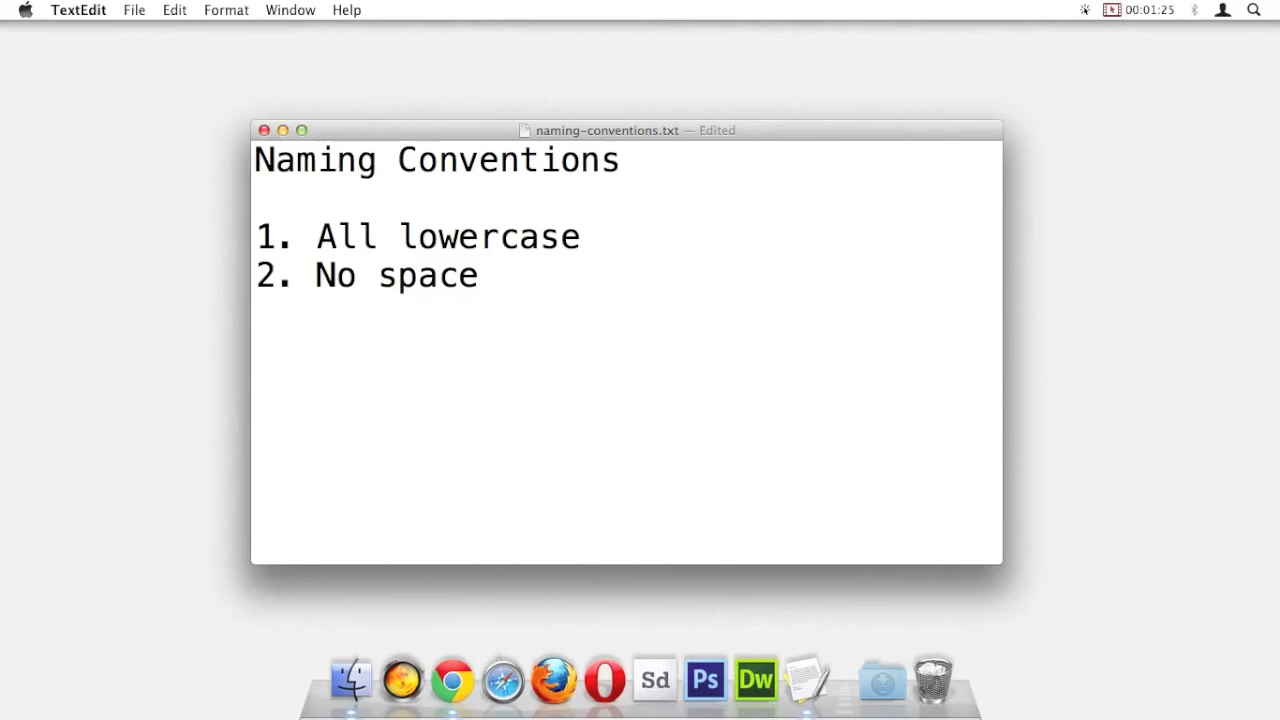 TextEdit File Edit Format Window Help 00:01:25
naming-conventions.txt — Edited
Naming Conventions
1. All lowercase
2. No space
Sd Ps Dw